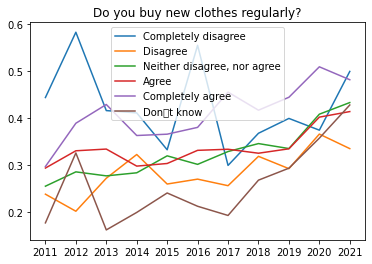 Do you buy new clothes regularly?
0.6
0.5
0.4
0.3
0.2
Completely disagree
Disagree
Neither disagree, nor agree
Agree
Completely agree
Don▯t know
2011 2012 2013 2014 2015 2016 2017 2018 2019 2020 2021